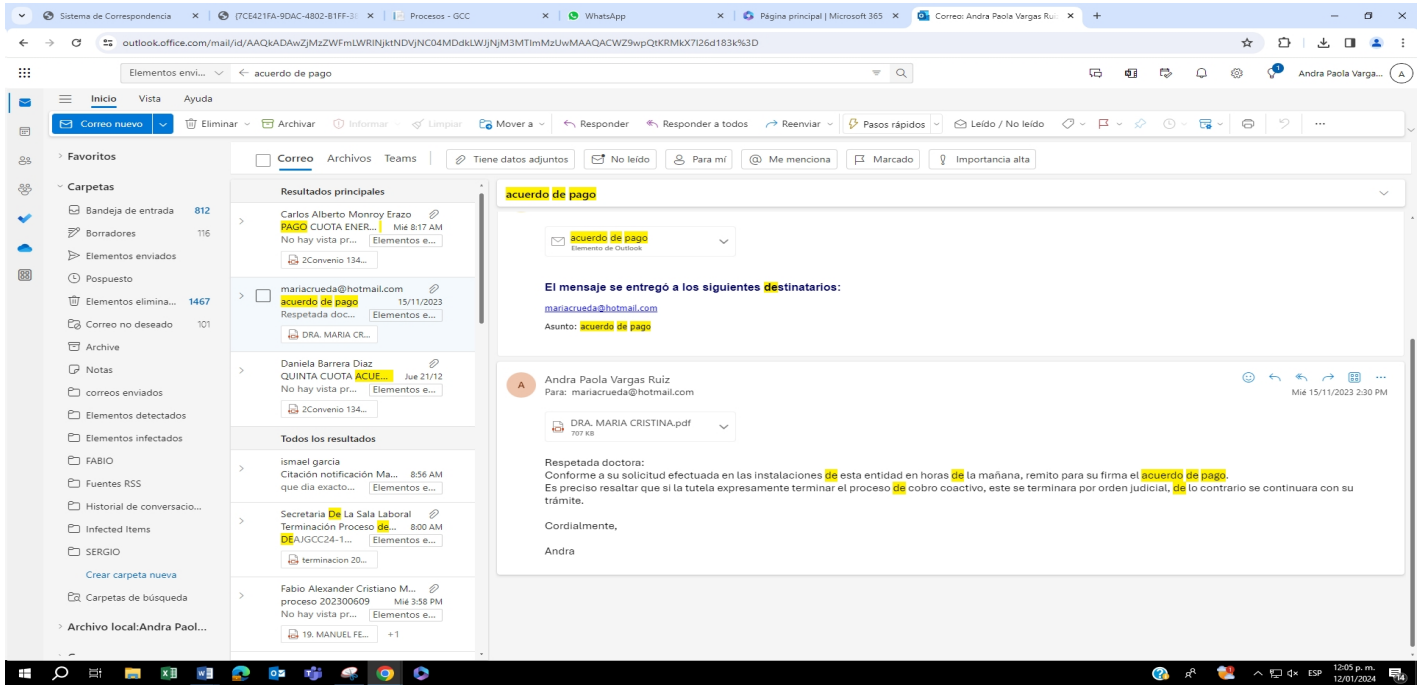 Sistema de Correspondencia
{7CE421FA-9DAC-4802-B1FF-3
Procesos - GCC
WhatsApp
Página principal | Microsoft 365
Correo: Andra Paola Vargas Rui
outlook.office.com/mail/id/AAQkADAwZjMzZWFmLWRlNjktNDVjNC04MDdkLWJjNjM3MTImMzUwMAAQACWZ9wpQtKRMkX7I26d183k%3D
Elementos envi...
acuerdo de pago
Andra Paola Varga...
A
Inicio Vista Ayuda
Correo nuevo
Eliminar
Archivar
Informar
Limpiar
Mover a
Responder
Responder a todos
Reenviar
Pasos rápidos
Leído / No leído
Favoritos
Carpetas
Bandeja de entrada 812
Borradores 116
Elementos enviados
Pospuesto
Elementos elimina... 1467
Correo no deseado 101
Archive
Notas
correos enviados
Elementos detectados
Elementos infectados
FABIO
Fuentes RSS
Historial de conversacio...
Infected Items
SERGIO
Crear carpeta nueva
Carpetas de búsqueda
Archivo local:Andra Paol...
Correo Archivos Teams
Tiene datos adjuntos
No leído
Para mí
Me menciona
Marcado
Importancia alta
Resultados principales
Carlos Alberto Monroy Erazo
PAGO CUOTA ENER... Mié 8:17 AM
No hay vista pr... Elementos e...
2Convenio 134...
mariacrueda@hotmail.com
acuerdo de pago 15/11/2023
Respetada doc... Elementos e...
DRA. MARIA CR...
Daniela Barrera Diaz
QUINTA CUOTA ACUE... Jue 21/12
No hay vista pr... Elementos e...
2Convenio 134...
Todos los resultados
ismael garcia
Citación notificación Ma... 8:56 AM
que dia exacto... Elementos e...
Secretaria De La Sala Laboral
Terminación Proceso de... 8:00 AM
DEAJGCC24-1... Elementos e...
terminacion 20...
Fabio Alexander Cristiano M...
proceso 202300609 Mié 3:58 PM
No hay vista pr... Elementos e...
19. MANUEL FE... +1
acuerdo de pago
acuerdo de pago
Elemento de Outlook
El mensaje se entregó a los siguientes destinatarios:
mariacrueda@hotmail.com
Asunto: acuerdo de pago
A
Andra Paola Vargas Ruiz
Para: mariacrueda@hotmail.com
Mié 15/11/2023 2:30 PM
DRA. MARIA CRISTINA.pdf
707 KB
Respetada doctora:
Conforme a su solicitud efectuada en las instalaciones de esta entidad en horas de la mañana, remito para su firma el acuerdo de pago.
Es preciso resaltar que si la tutela expresamente terminar el proceso de cobro coactivo, este se terminara por orden judicial, de lo contrario se continuara con su
trámite.
Cordialmente,
Andra
ESP
12:05 p. m.
12/01/2024